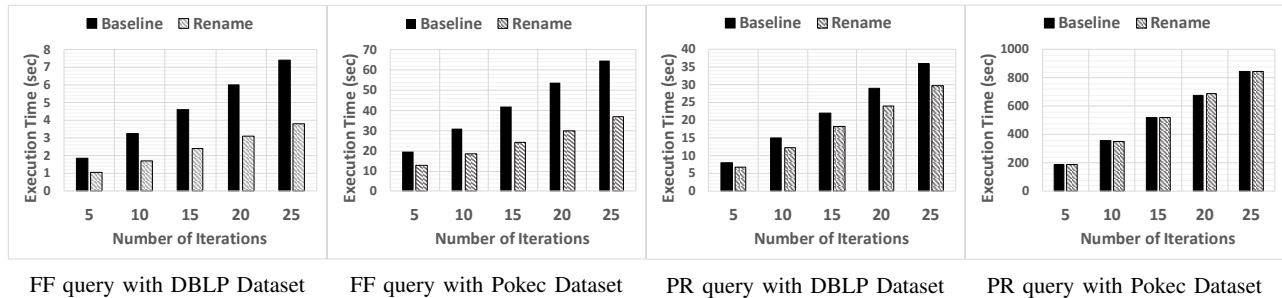 Baseline Rename
Execution Time (sec)
8
7
6
5
4
3
2
1
0
5 10 15 20 25
Number of Iterations
FF query with DBLP Dataset
Baseline Rename
Execution Time (sec)
70
60
50
40
30
20
10
0
5 10 15 20 25
Number of Iterations
FF query with Pokec Dataset
Baseline Rename
Execution Time (sec)
40
35
30
25
20
15
10
5
0
5 10 15 20 25
Number of Iterations
PR query with DBLP Dataset
Baseline Rename
Execution Time (sec)
1000
800
600
400
200
0
5 10 15 20 25
Number of Iterations
PR query with Pokec Dataset